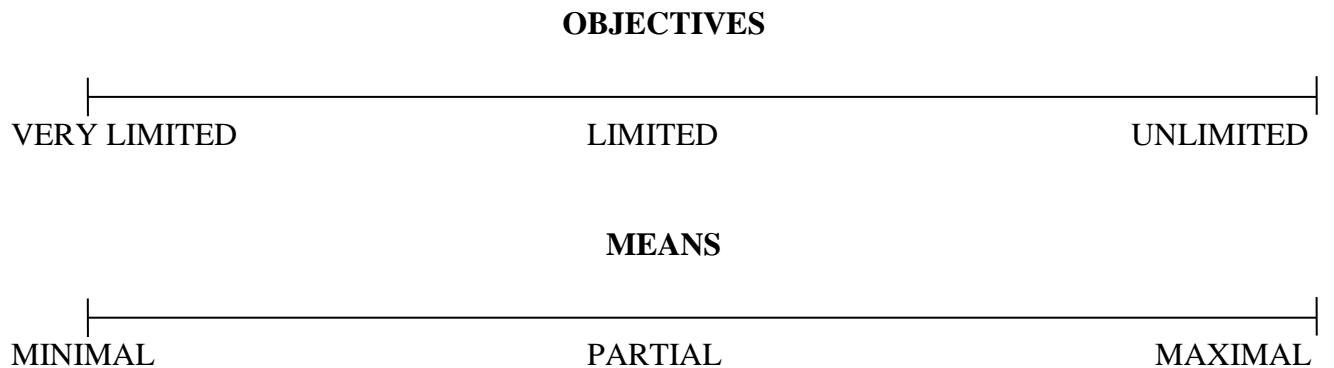 OBJECTIVES
VERY LIMITED LIMITED UNLIMITED
MEANS
MINIMAL PARTIAL MAXIMAL